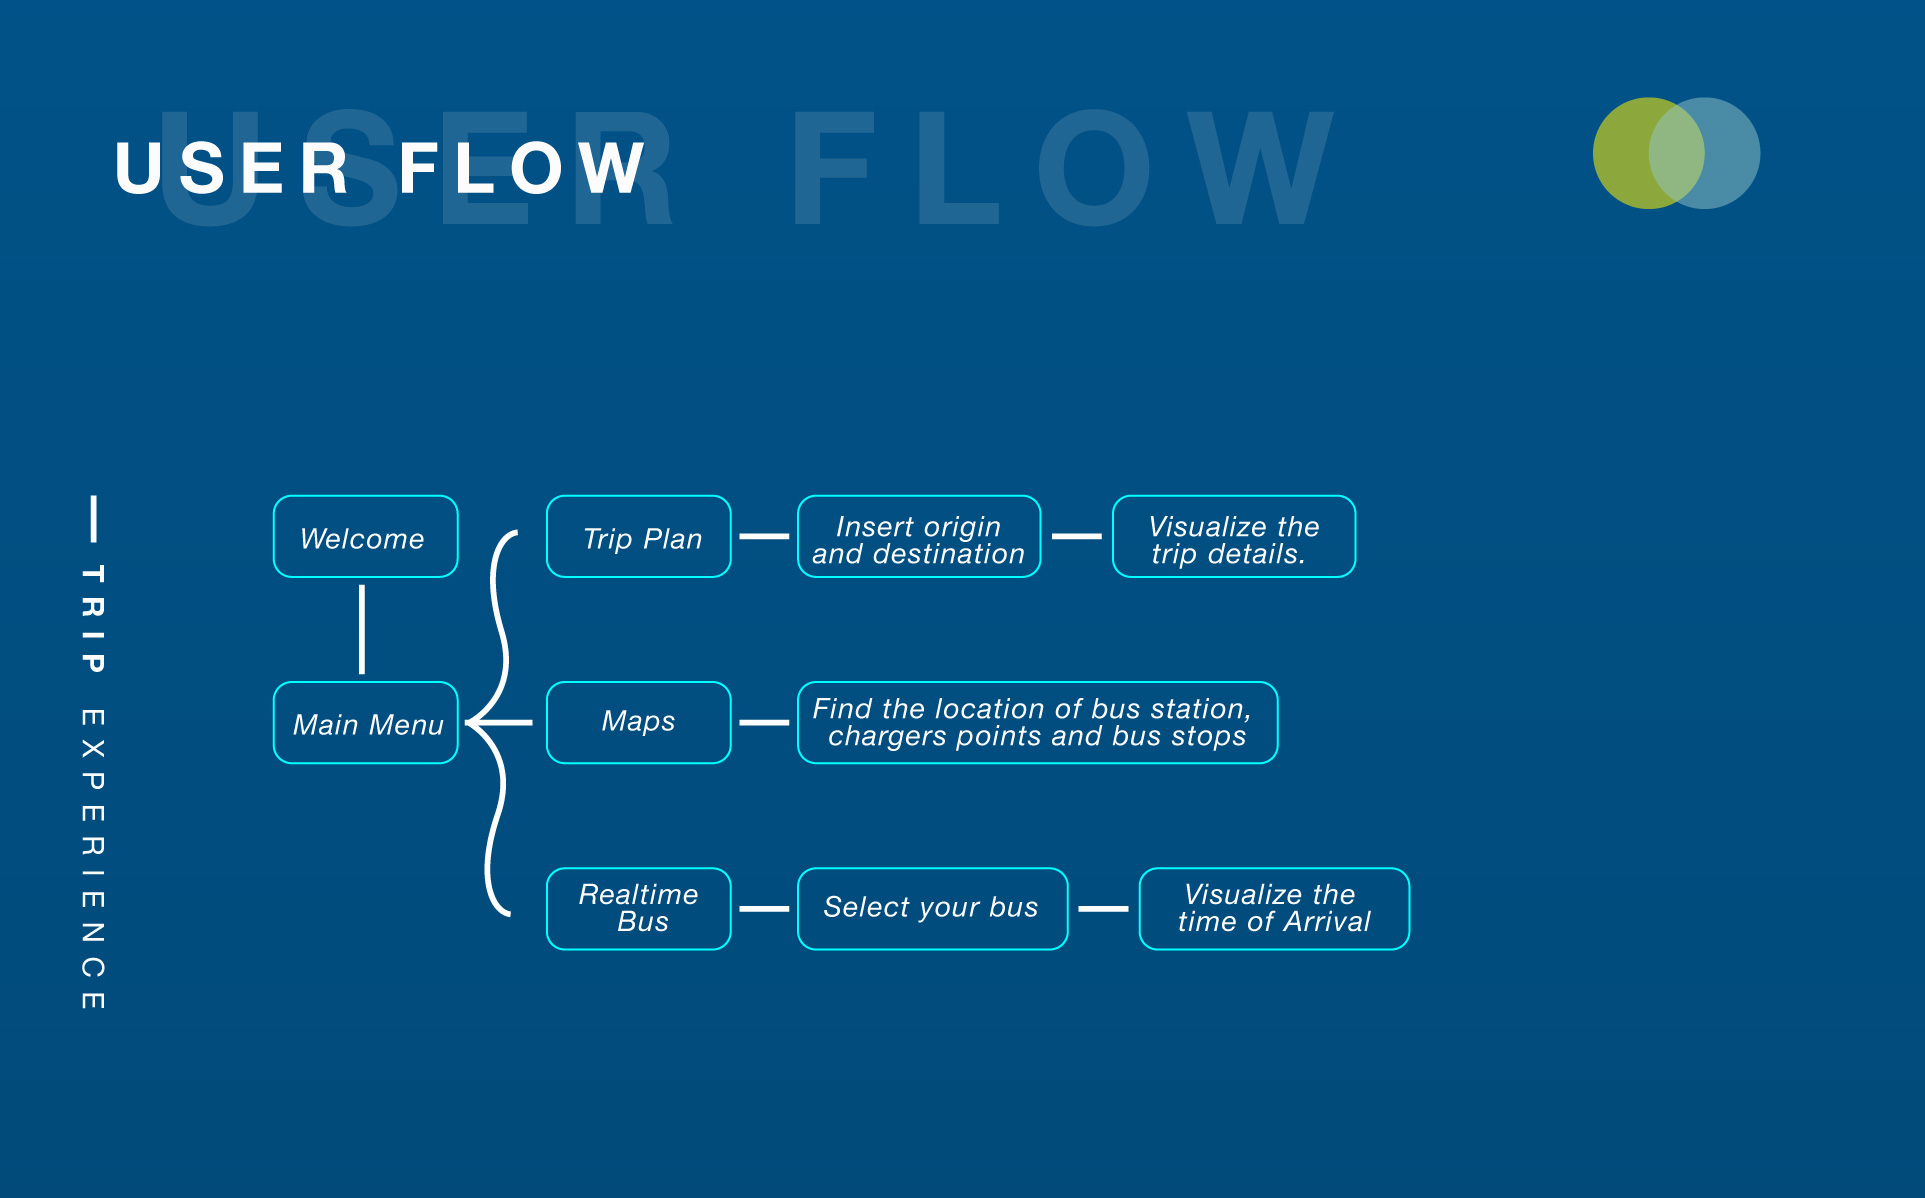 USER FLOW
USER FLOW
TRIP EXPERIENCE
Welcome
Trip Plan
Insert origin
and destination
Visualize the
trip details.
Main Menu
Maps
Find the location of bus station,
chargers points and bus stops
Realtime
Bus
Select your bus
Visualize the
time of Arrival